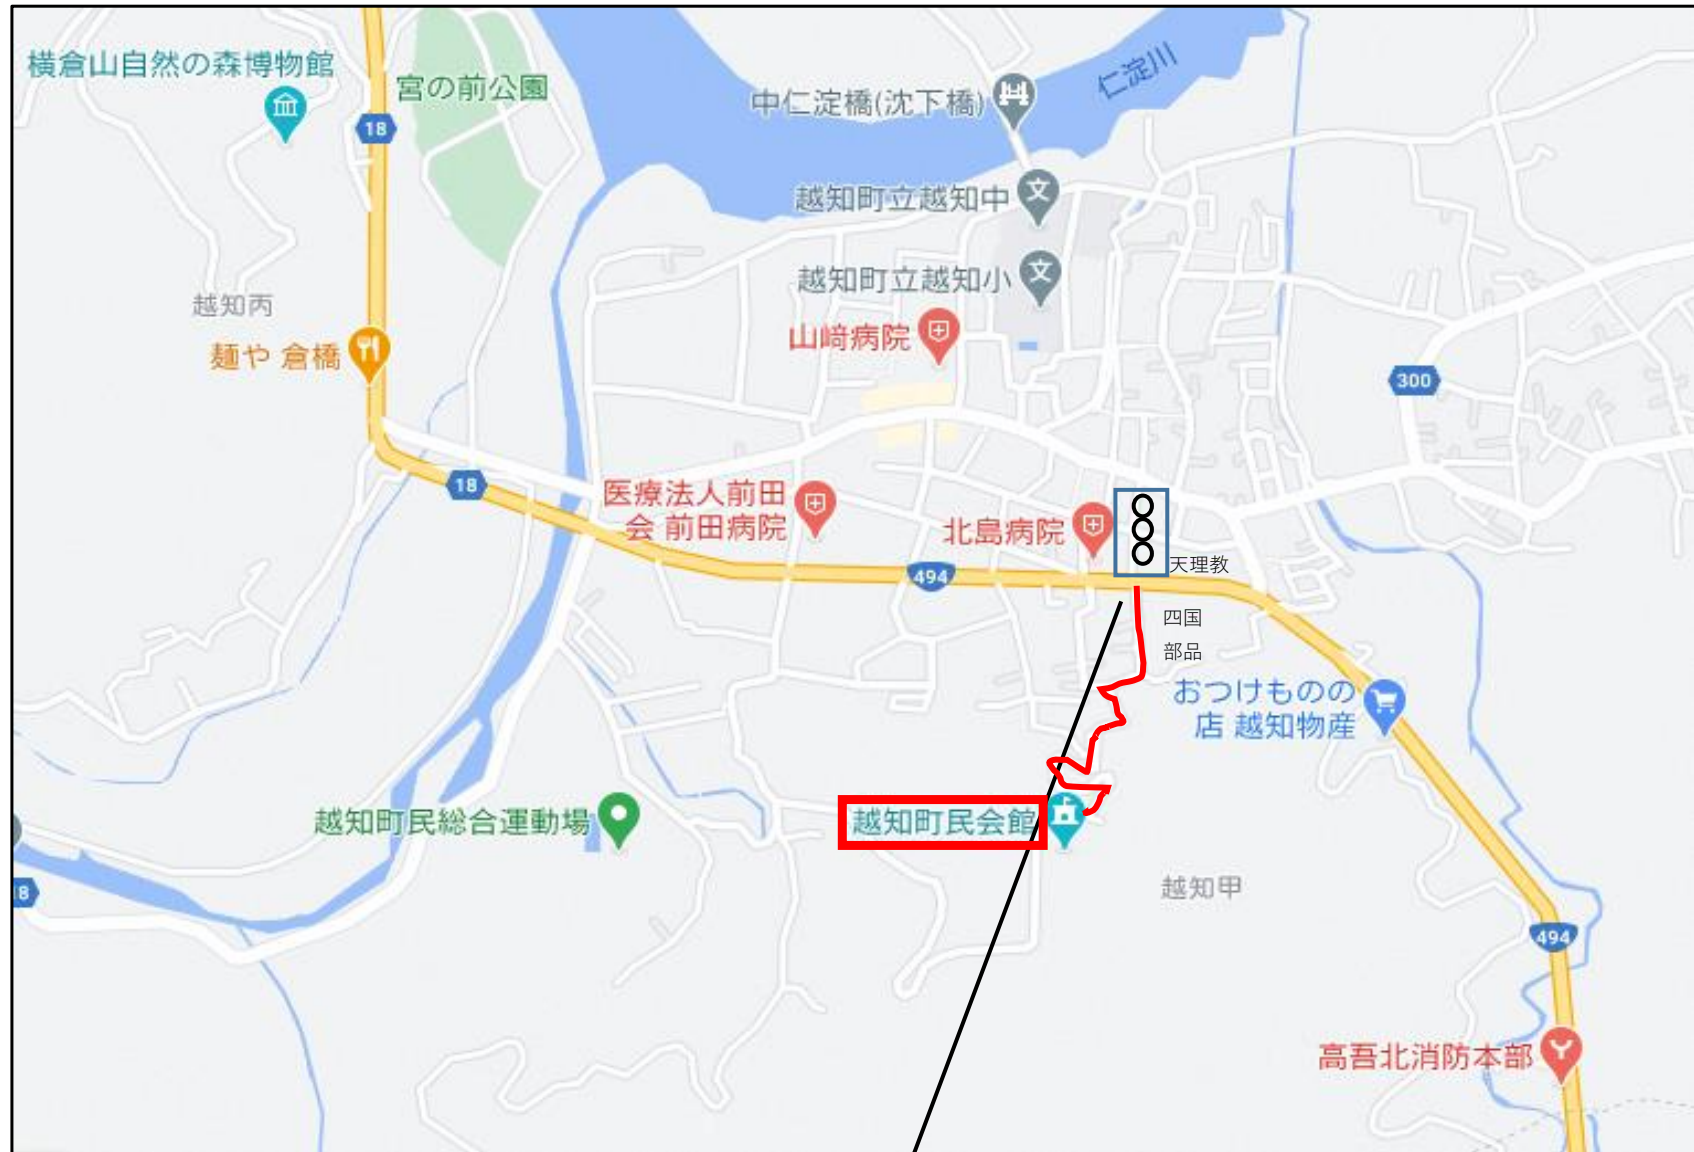 横倉山自然の森博物館
宮の前公園
18
中仁淀橋(沈下橋)
仁淀川
越知町立越知中
越知町立越知小
越知丙
麺や 倉橋
山崎病院
300
18
医療法人前田
会 前田病院
北島病院
天理教
494
四国
部品
おつけものの
店 越知物産
越知町民総合運動場
越知町民会館
越知甲
18
494
高吾北消防本部